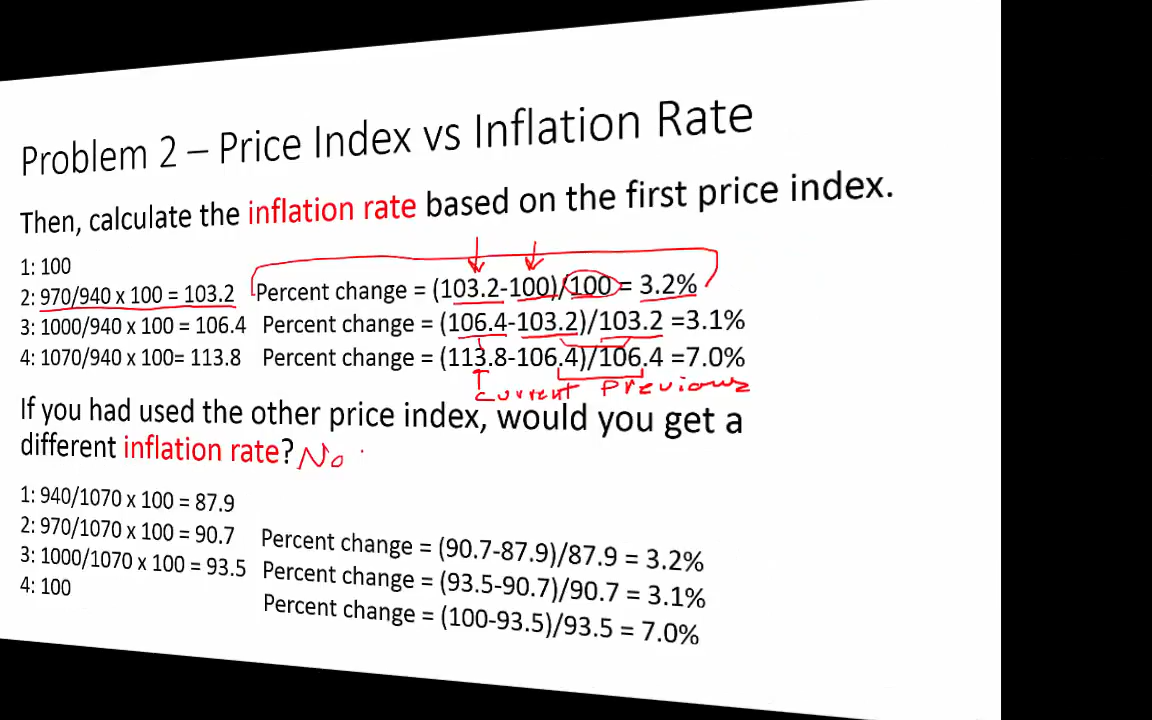 Problem 2 – Price Index vs Inflation Rate
Then, calculate the inflation rate based on the first price index.
1: 100
2: 970/940 x 100 = 103.2 Percent change = (103.2-100)/100 = 3.2%
3: 1000/940 x 100 = 106.4 Percent change = (106.4-103.2)/103.2 =3.1%
4: 1070/940 x 100= 113.8 Percent change = (113.8-106.4)/106.4 =7.0%
Current Previous
If you had used the other price index, would you get a
different inflation rate? No
1: 940/1070 x 100 = 87.9
2: 970/1070 x 100 = 90.7 Percent change = (90.7-87.9)/87.9 = 3.2%
3: 1000/1070 x 100 = 93.5 Percent change = (93.5-90.7)/90.7 = 3.1%
4: 100 Percent change = (100-93.5)/93.5 = 7.0%